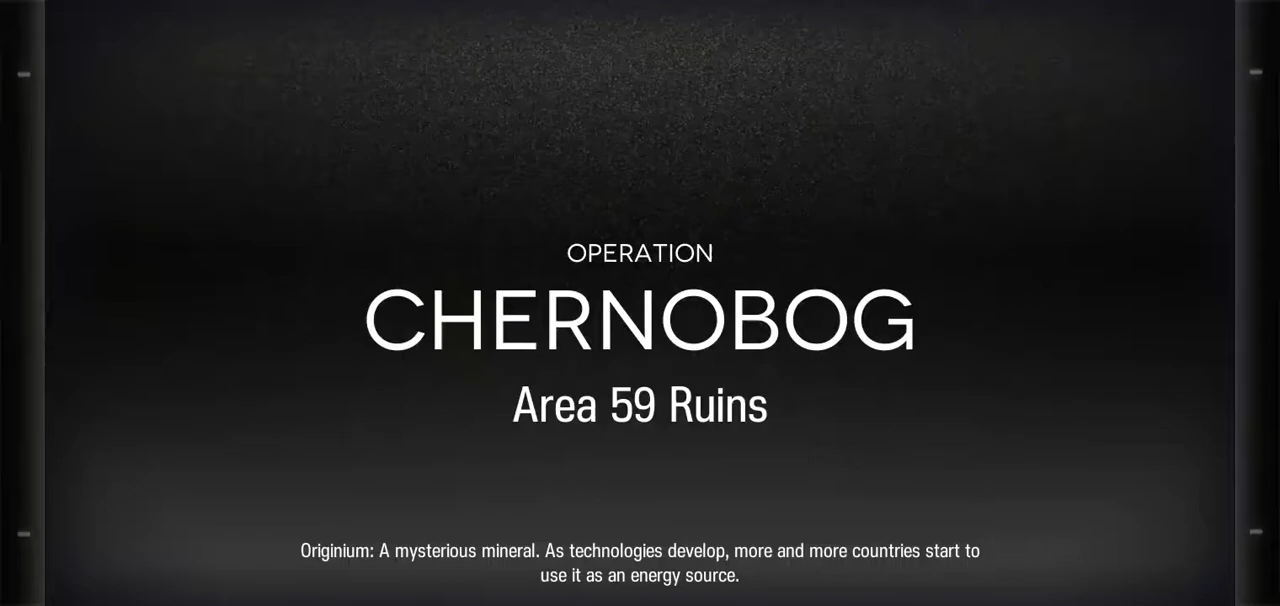 OPERATION
CHERNOBOG
Area 59 Ruins
Originium: A mysterious mineral. As technologies develop, more and more countries start to
use it as an energy source.